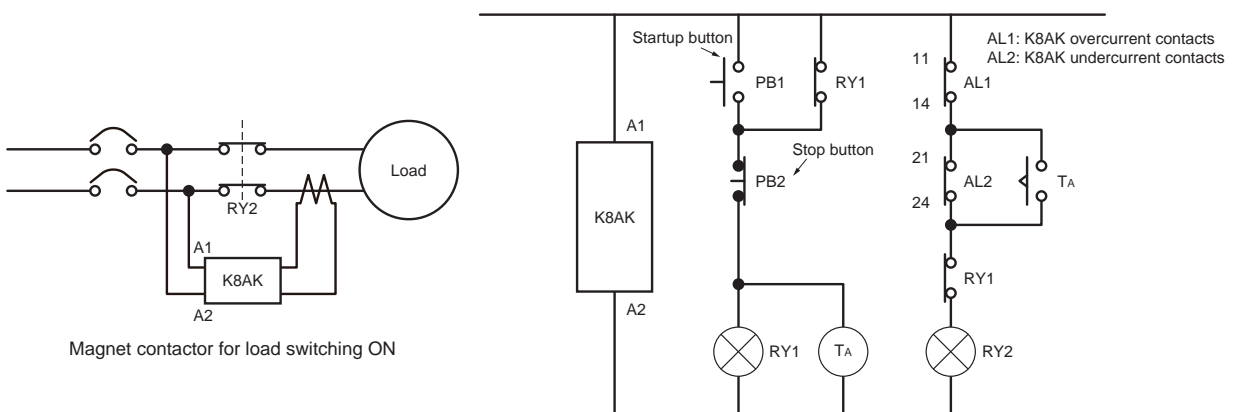 Startup button
PB1
RY1
11
AL1
14
AL1: K8AK overcurrent contacts
AL2: K8AK undercurrent contacts
A1
Stop button
PB2
21
AL2
24
TA
Load
RY2
K8AK
A1
K8AK
A2
A2
RY1
Magnet contactor for load switching ON
RY1
TA
RY2